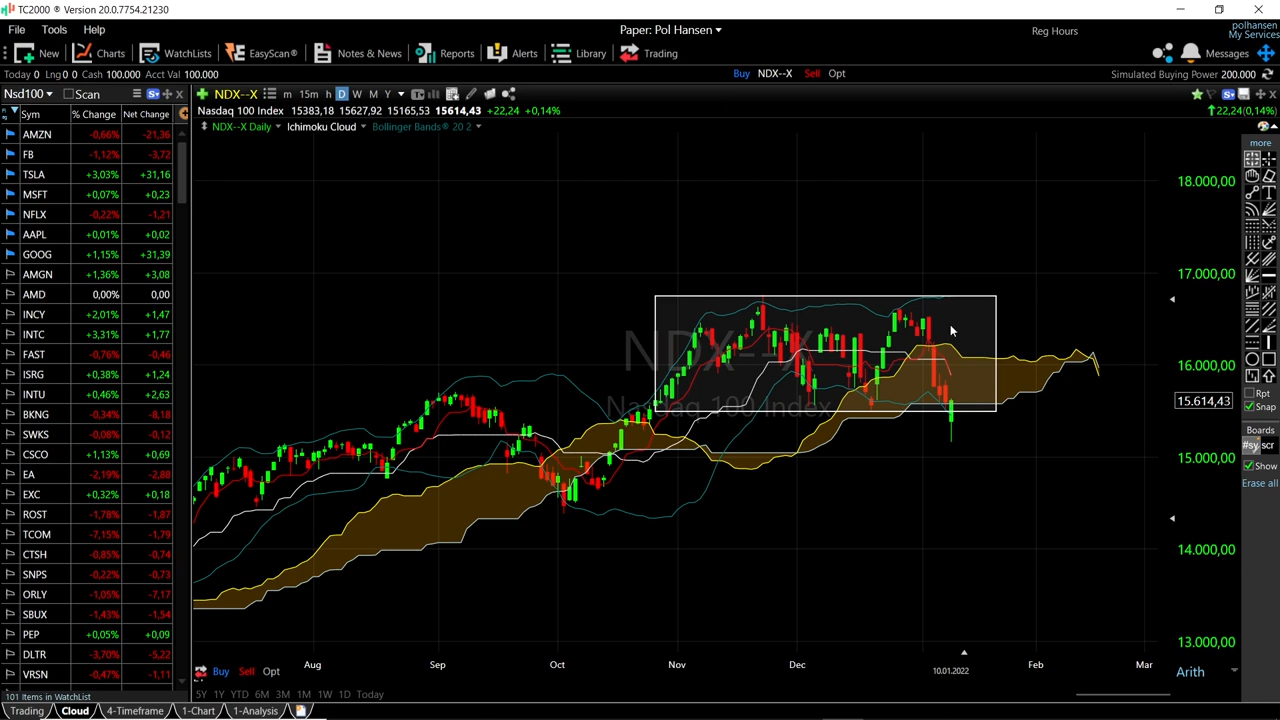 TC2000 ® Version 20.0.7754.21230
File Tools Help
Paper: Pol Hansen
Reg Hours
polhansen
My Services
New Charts WatchLists EasyScan® Notes & News Reports Alerts Library Trading Messages
Today 0 Lng 0 0 Cash 100.000 Acct Val 100.000
Buy NDX--X Sell Opt
Simulated Buying Power 200.000
Nsd100 Scan
NDX--X m 15m h D W M Y
Nasdaq 100 Index 15383,18 15627,92 15165,53 15614,43 +22,24 +0,14%
22,24(0,14%)
NDX--X Daily Ichimoku Cloud Bollinger Bands® 20 2
Sym % Change Net Change
AMZN -0,66% -21,36
FB -1,12% -3,72
TSLA +3,03% +31,16
MSFT +0,07% +0,23
NFLX -0,22% -1,21
AAPL +0,01% +0,02
GOOG +1,15% +31,39
AMGN +1,36% +3,08
AMD 0,00% 0,00
INCY +2,01% +1,47
INTC +3,31% +1,77
FAST -0,76% -0,46
ISRG +0,38% +1,24
INTU +0,46% +2,63
BKNG -0,34% -8,18
SWKS -0,08% -0,12
CSCO +1,13% +0,69
EA -2,19% -2,88
EXC +0,32% +0,18
ROST -1,78% -1,87
TCOM -7,15% -1,79
CTSH -0,85% -0,74
SNPS -0,22% -0,73
ORLY -1,05% -7,17
SBUX -1,43% -1,54
PEP +0,05% +0,09
DLTR -3,70% -5,22
VRSN -0,47% -1,11
101 Items in WatchList
NDX--X
Nasdaq 100 Index
18.000,00
17.000,00
16.000,00
15.614,43
15.000,00
14.000,00
13.000,00
more
Rpt
Snap
Boards
#sy scr
Show
Erase all
Aug Sep Oct Nov Dec Feb Mar
10.01.2022
Arith
Buy Sell Opt
5Y 1Y YTD 6M 3M 1M 1W 1D Today
Trading Cloud 4-Timeframe 1-Chart 1-Analysis